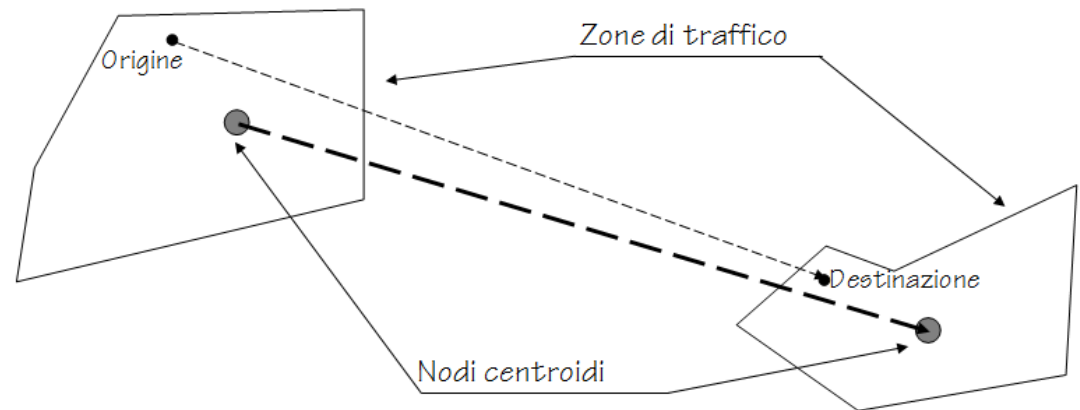 Zone di traffico
Origine
Destinazione
Nodi centroidi